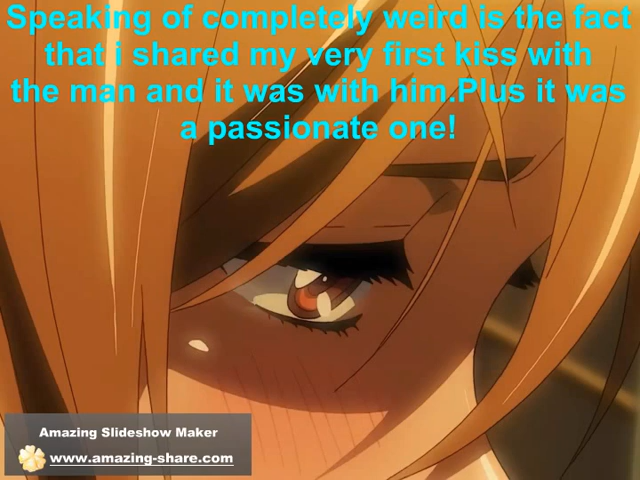 Speaking of completely weird is the fact
that i shared my very first kiss with
the man and it was with him.Plus it was
a passionate one!
Amazing Slideshow Maker
www.amazing-share.com